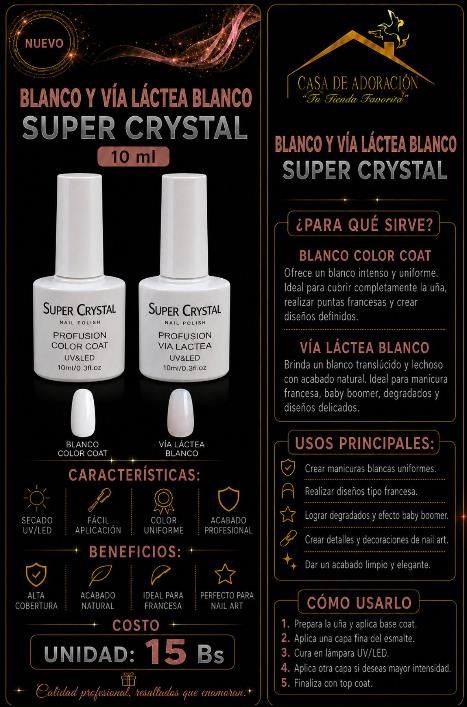 NUEVO
BLANCO Y VÍA LÁCTEA BLANCO
SUPER CRYSTAL
10 ml
SUPER CRYSTAL
NAIL POLISH
PROFUSION
COLOR COAT
UV&LED
10ml/0.3fl.oz
SUPER CRYSTAL
NAIL POLISH
PROFUSION
VIA LACTEA
UV&LED
10ml/0.3fl.oz
BLANCO
COLOR COAT
VÍA LÁCTEA
BLANCO
CARACTERÍSTICAS:
SECADO
UV/LED
FÁCIL
APLICACIÓN
COLOR
UNIFORME
ACABADO
PROFESIONAL
BENEFICIOS:
ALTA
COBERTURA
ACABADO
NATURAL
IDEAL PARA
FRANCESA
PERFECTO PARA
NAIL ART
COSTO
UNIDAD: 15 Bs
Calidad profesional, resultados que enamoran.
CASA DE ADORACIÓN
"Tu Tienda Favorita"
BLANCO Y VÍA LÁCTEA BLANCO
SUPER CRYSTAL
¿PARA QUÉ SIRVE?
BLANCO COLOR COAT
Ofrece un blanco intenso y uniforme.
Ideal para cubrir completamente la uña,
realizar puntas francesas y crear
diseños definidos.
VÍA LÁCTEA BLANCO
Brinda un blanco translúcido y lechoso
con acabado natural. Ideal para manicura
francesa, baby boomer, degradados y
diseños delicados.
USOS PRINCIPALES:
Crear manicuras blancas uniformes.
Realizar diseños tipo francesa.
Lograr degradados y efecto baby boomer.
Crear detalles y decoraciones de nail art.
Dar un acabado limpio y elegante.
CÓMO USARLO
1. Prepara la uña y aplica base coat.
2. Aplica una capa fina del esmalte.
3. Cura en lámpara UV/LED.
4. Aplica otra capa si deseas mayor intensidad.
5. Finaliza con top coat.